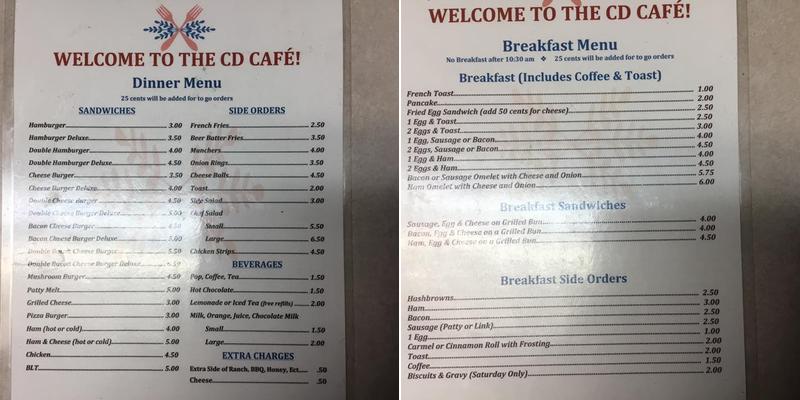 WELCOME TO THE CD CAFÉ!
Dinner Menu
25 cents will be added for to go orders
SANDWICHES
Hamburger 3.00
Hamburger Deluxe 3.50
Double Hamburger 4.00
Double Hamburger Deluxe 4.50
Cheese Burger 3.50
Cheese Burger Deluxe 4.00
Double Cheese Burger 4.50
Double Cheese Burger Deluxe 5.00
Bacon Cheese Burger 4.50
Bacon Cheese Burger Deluxe 5.00
Double Bacon Cheese Burger 5.50
Double Bacon Cheese Burger Deluxe
Mushroom Burger 4.50
Patty Melt 5.00
Grilled Cheese 3.00
Pizza Burger 3.00
Ham (hot or cold) 4.00
Ham & Cheese (hot or cold) 5.00
Chicken 4.50
BLT 5.00
SIDE ORDERS
French Fries 2.50
Beer Batter Fries 3.50
Munchers 4.00
Onion Rings 3.50
Cheese Balls 4.50
Toast 2.00
Side Salad 3.00
Chef Salad
Small 5.50
Large 6.50
Chicken Strips 4.50
BEVERAGES
Pop, Coffee, Tea 1.50
Hot Chocolate 1.50
Lemonade or Iced Tea (free refills) 2.00
Milk, Orange, Juice, Chocolate Milk
Small 1.50
Large 2.00
EXTRA CHARGES
Extra Side of Ranch, BBQ, Honey, Ect.... .50
Cheese .50
WELCOME TO THE CD CAFÉ!
Breakfast Menu
No Breakfast after 10:30 am ❖ 25 cents will be added for to go orders
Breakfast (Includes Coffee & Toast)
French Toast 1.00
Pancake 2.00
Fried Egg Sandwich (add 50 cents for cheese) 2.50
1 Egg & Toast 2.50
2 Eggs & Toast 3.00
1 Egg, Sausage or Bacon 4.00
2 Eggs, Sausage or Bacon 4.50
1 Egg & Ham 4.00
2 Eggs & Ham 4.50
Bacon or Sausage Omelet with Cheese and Onion 5.75
Ham Omelet with Cheese and Onion 6.00
Breakfast Sandwiches
Sausage, Egg & Cheese on Grilled Bun 4.00
Bacon, Egg & Cheese on a Grilled Bun 4.00
Ham, Egg & Cheese on a Grilled Bun 4.50
Breakfast Side Orders
Hashbrowns 2.50
Ham 3.00
Bacon 2.50
Sausage (Patty or Link) 2.50
1 Egg 1.00
Carmel or Cinnamon Roll with Frosting 2.00
Toast 2.00
Coffee 1.50
Biscuits & Gravy (Saturday Only) 2.00